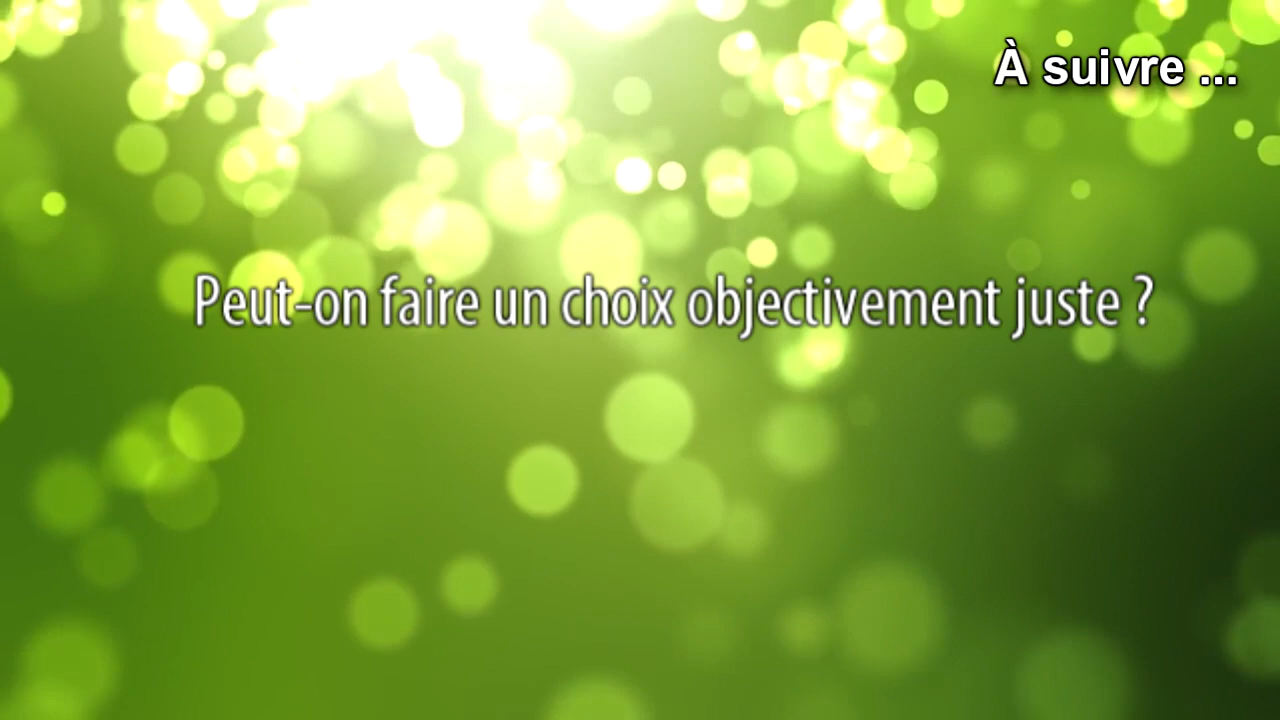 À suivre ...
Peut-on faire un choix objectivement juste ?